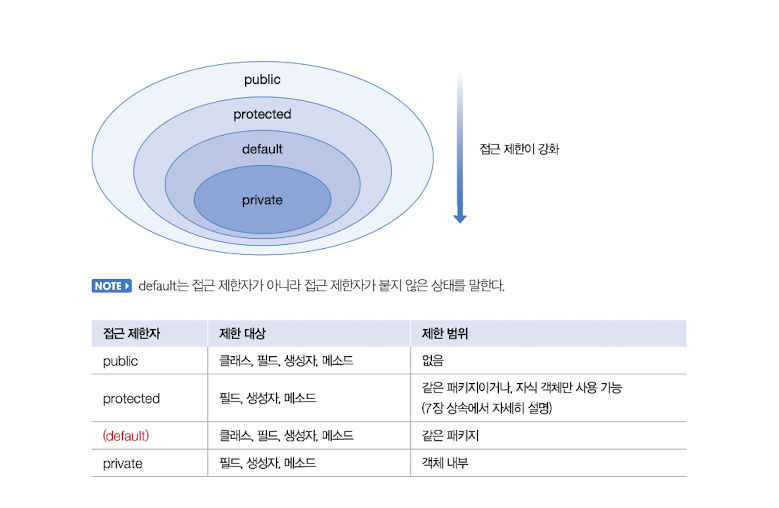 public
protected
default
private
접근 제한이 강화
NOTE default는 접근 제한자가 아니라 접근 제한자가 붙지 않은 상태를 말한다.
접근 제한자 제한 대상 제한 범위
public 클래스, 필드, 생성자, 메소드 없음
protected 필드, 생성자, 메소드 같은 패키지이거나, 자식 객체만 사용 가능
(7장 상속에서 자세히 설명)
(default) 클래스, 필드, 생성자, 메소드 같은 패키지
private 필드, 생성자, 메소드 객체 내부